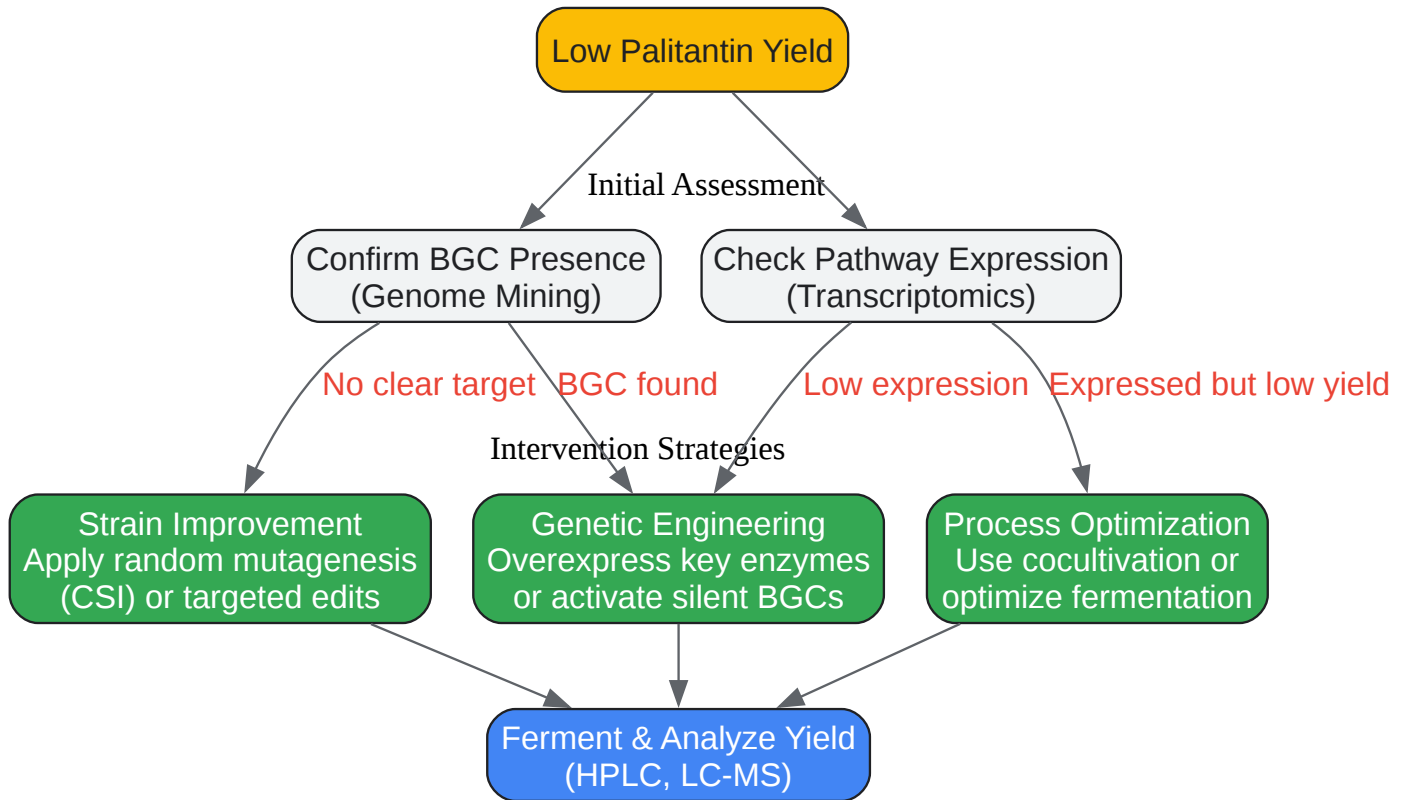 Low Palitantin Yield
Initial Assessment
Confirm BGC Presence
(Genome Mining)
Check Pathway Expression
(Transcriptomics)
No clear target
BGC found
Low expression
Expressed but low yield
Intervention Strategies
Strain Improvement
Apply random mutagenesis
(CSI) or targeted edits
Genetic Engineering
Overexpress key enzymes
or activate silent BGCs
Process Optimization
Use cocultivation or
optimize fermentation
Ferment & Analyze Yield
(HPLC, LC-MS)